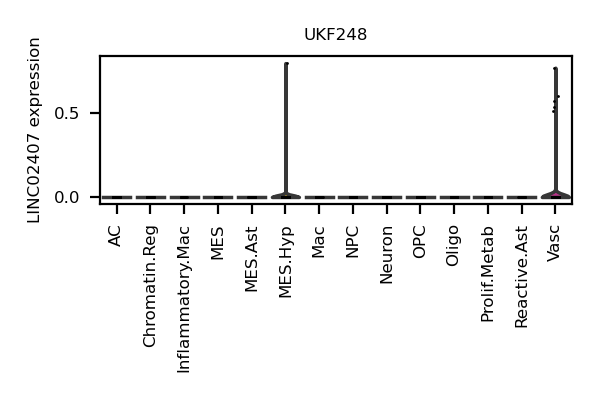 UKF248
LINC02407 expression
0.5
0.0
AC
Chromatin.Reg
Inflammatory.Mac
MES
MES.Ast
MES.Hyp
Mac
NPC
Neuron
OPC
Oligo
Prolif.Metab
Reactive.Ast
Vasc